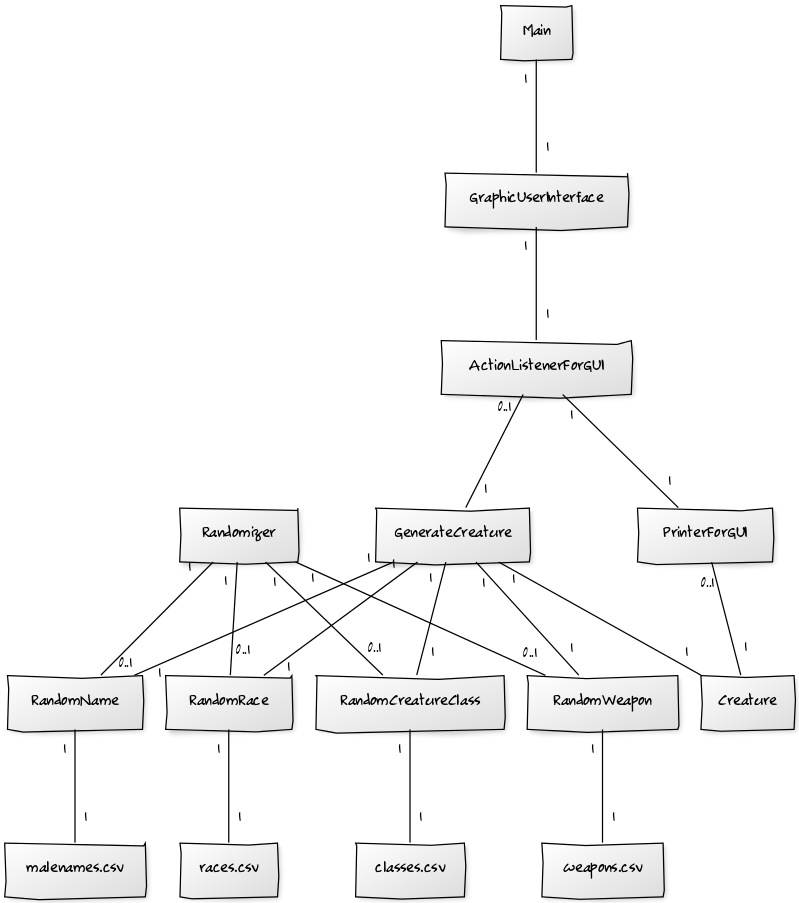 Main
1
1
GraphicUserInterface
1
1
ActionListenerForGUI
0..1
1
1
1
Randomizer
GenerateCreature
PrinterForGUI
1
1
1
1
1
1
1
1
1
0..1
0..1
1
0..1
1
1
0..1
1
1
1
1
RandomName
RandomRace
RandomCreatureClass
RandomWeapon
Creature
1
1
1
1
1
1
1
1
malenames.csv
races.csv
classes.csv
weapons.csv